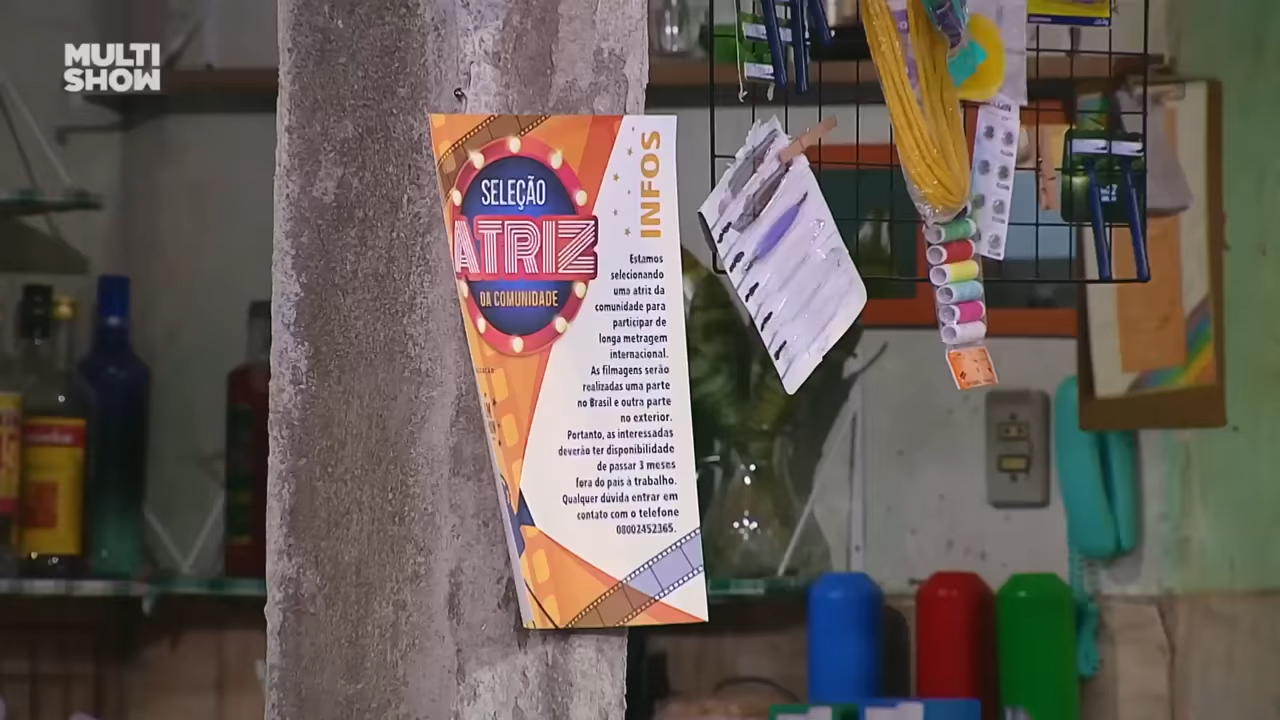 MULTI
SHOW
SELEÇÃO
ATRIZ
DA COMUNIDADE
INFOS
Estamos
selecionando
uma atriz da
comunidade para
participar de
longa metragem
internacional.
As filmagens serão
realizadas uma parte
no Brasil e outra parte
no exterior.
Portanto, as interessadas
deverão ter disponibilidade
de passar 3 meses
fora do país à trabalho.
Qualquer dúvida entrar em
contato com o telefone
08002452365.